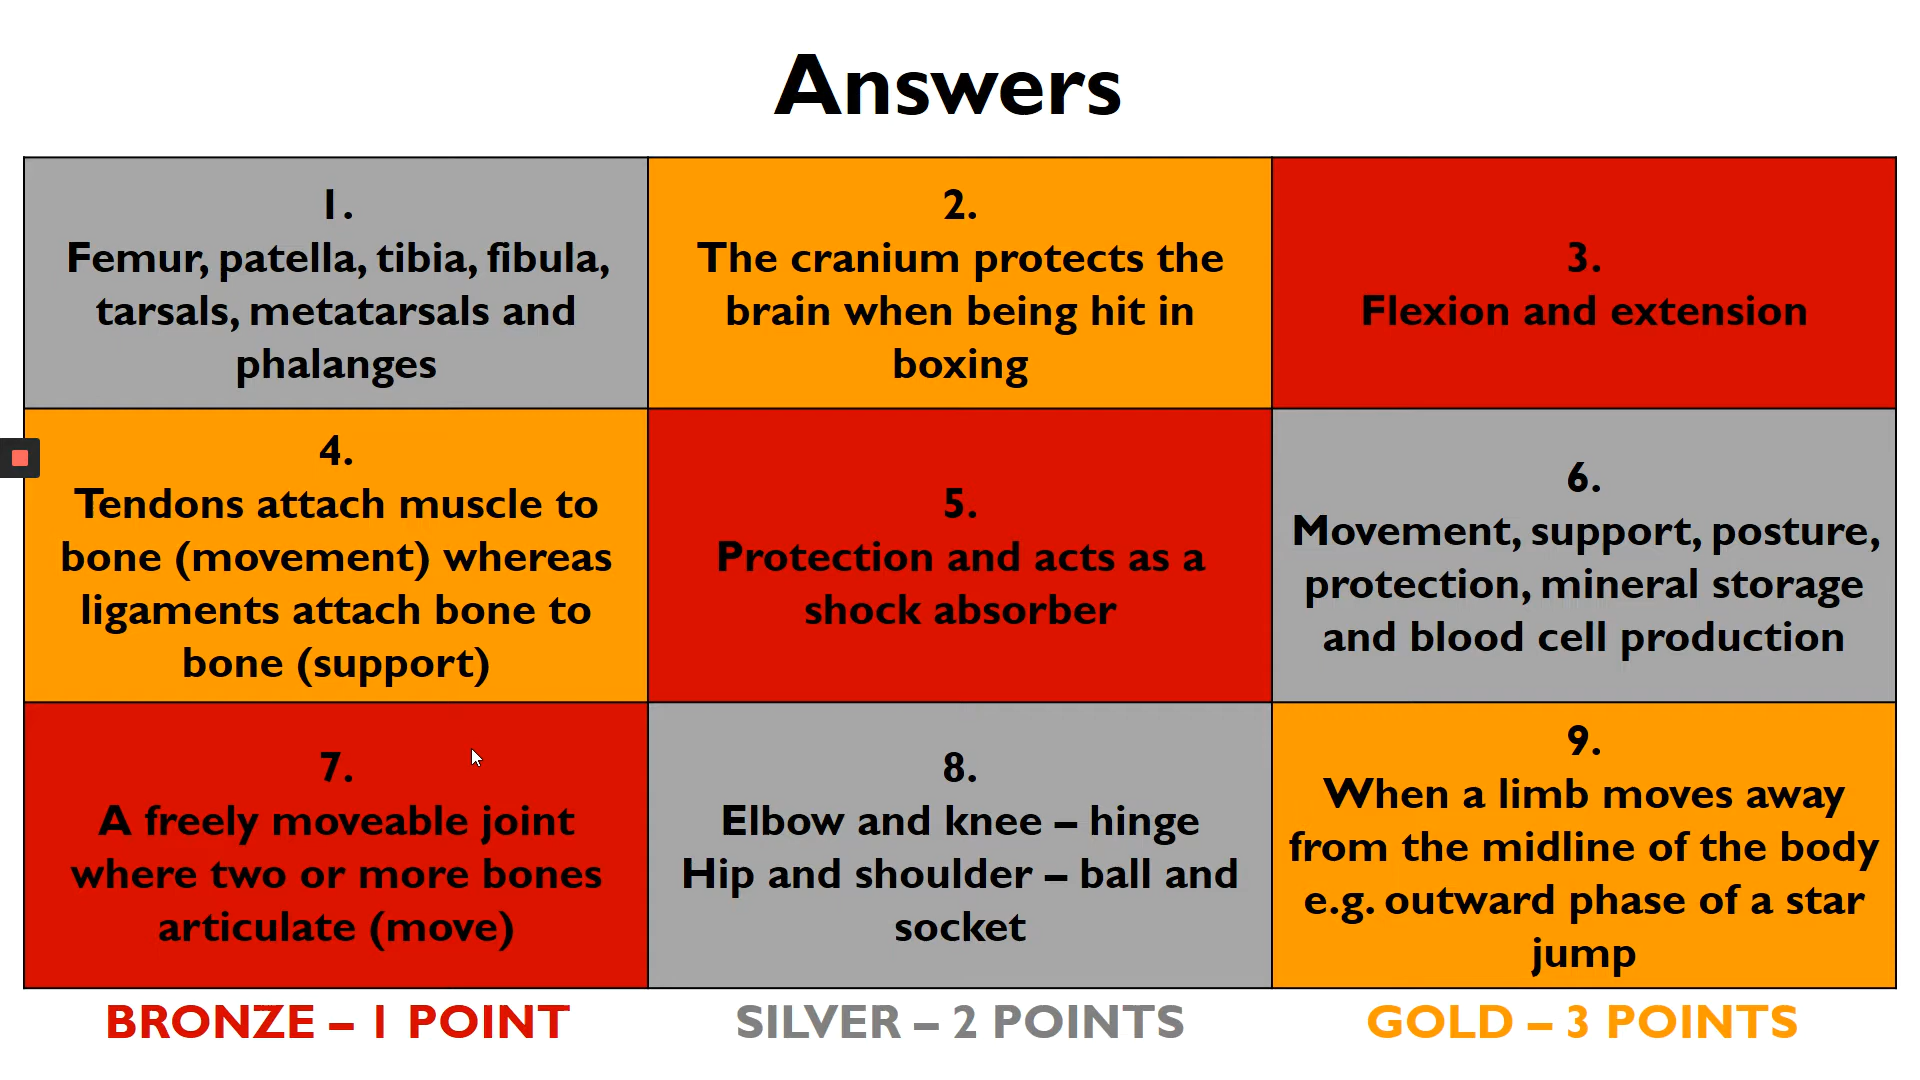 Answers
1.
Femur, patella, tibia, fibula,
tarsals, metatarsals and
phalanges
2.
The cranium protects the
brain when being hit in
boxing
3.
Flexion and extension
4.
Tendons attach muscle to
bone (movement) whereas
ligaments attach bone to
bone (support)
5.
Protection and acts as a
shock absorber
6.
Movement, support, posture,
protection, mineral storage
and blood cell production
7.
A freely moveable joint
where two or more bones
articulate (move)
8.
Elbow and knee – hinge
Hip and shoulder – ball and
socket
9.
When a limb moves away
from the midline of the body
e.g. outward phase of a star
jump
BRONZE – 1 POINT
SILVER – 2 POINTS
GOLD – 3 POINTS